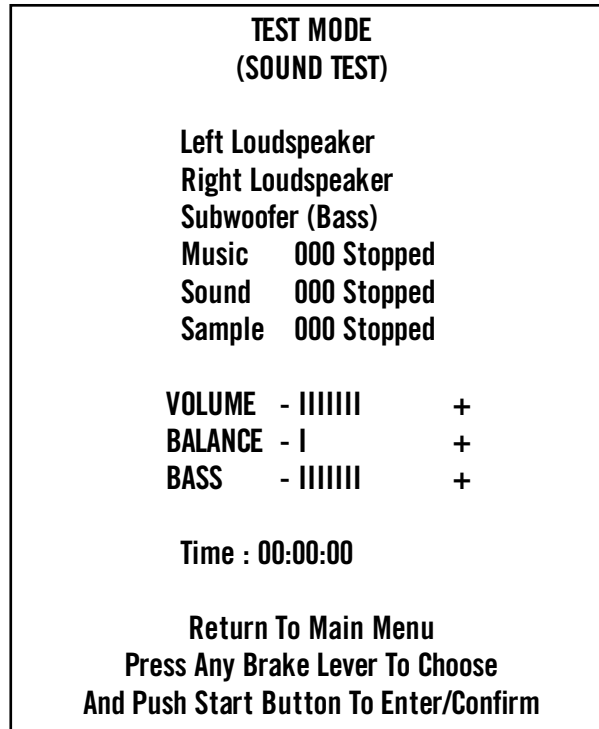 TEST MODE
(SOUND TEST)
Left Loudspeaker
Right Loudspeaker
Subwoofer (Bass)
Music 000 Stopped
Sound 000 Stopped
Sample 000 Stopped
VOLUME - IIIIIII +
BALANCE - I +
BASS - IIIIIII +
Time : 00:00:00
Return To Main Menu
Press Any Brake Lever To Choose
And Push Start Button To Enter/Confirm